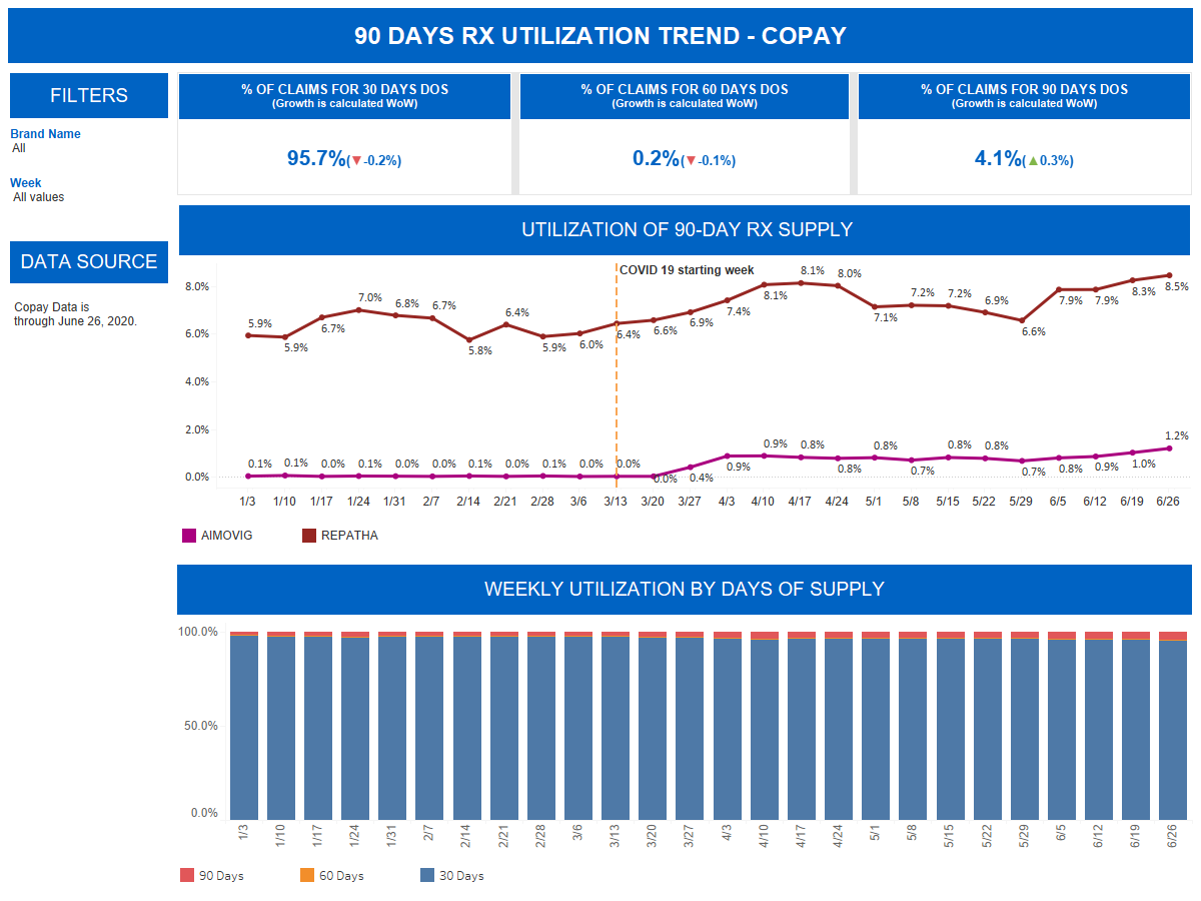 90 DAYS RX UTILIZATION TREND - COPAY
FILTERS
Brand Name
All
Week
All values
DATA SOURCE
Copay Data is
through June 26, 2020.
% OF CLAIMS FOR 30 DAYS DOS
(Growth is calculated WoW)
95.7%(▼-0.2%)
% OF CLAIMS FOR 60 DAYS DOS
(Growth is calculated WoW)
0.2%(▼-0.1%)
% OF CLAIMS FOR 90 DAYS DOS
(Growth is calculated WoW)
4.1%(▲0.3%)
UTILIZATION OF 90-DAY RX SUPPLY
COVID 19 starting week
8.0%
6.0%
4.0%
2.0%
0.0%
5.9% 5.9% 6.7% 7.0% 6.8% 6.7% 5.8% 6.4% 5.9% 6.0% 6.4% 6.6% 6.9% 7.4% 8.1% 8.1% 8.0% 7.1% 7.2% 7.2% 6.9% 6.6% 7.9% 7.9% 8.3% 8.5%
0.1% 0.1% 0.0% 0.1% 0.0% 0.0% 0.1% 0.0% 0.1% 0.0% 0.0% 0.0% 0.4% 0.9% 0.9% 0.8% 0.8% 0.8% 0.7% 0.8% 0.8% 0.7% 0.8% 0.9% 1.0% 1.2%
1/3 1/10 1/17 1/24 1/31 2/7 2/14 2/21 2/28 3/6 3/13 3/20 3/27 4/3 4/10 4/17 4/24 5/1 5/8 5/15 5/22 5/29 6/5 6/12 6/19 6/26
AIMOVIG REPATHA
WEEKLY UTILIZATION BY DAYS OF SUPPLY
100.0%
50.0%
0.0%
1/3 1/10 1/17 1/24 1/31 2/7 2/14 2/21 2/28 3/6 3/13 3/20 3/27 4/3 4/10 4/17 4/24 5/1 5/8 5/15 5/22 5/29 6/5 6/12 6/19 6/26
90 Days 60 Days 30 Days